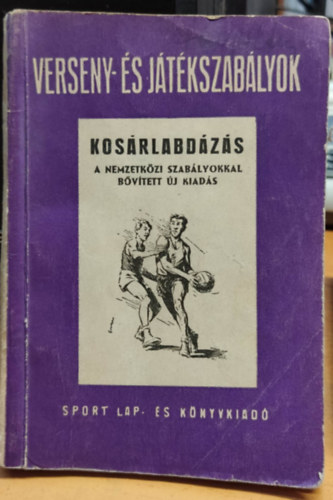 VERSENY- ÉS JÁTÉKSZABÁLYOK
KOSÁRLABDÁZÁS
A NEMZETKÖZI SZABÁLYOKKAL
BŐVÍTETT ÚJ KIADÁS
SPORT LAP- ÉS KÖNYVKIADÓ